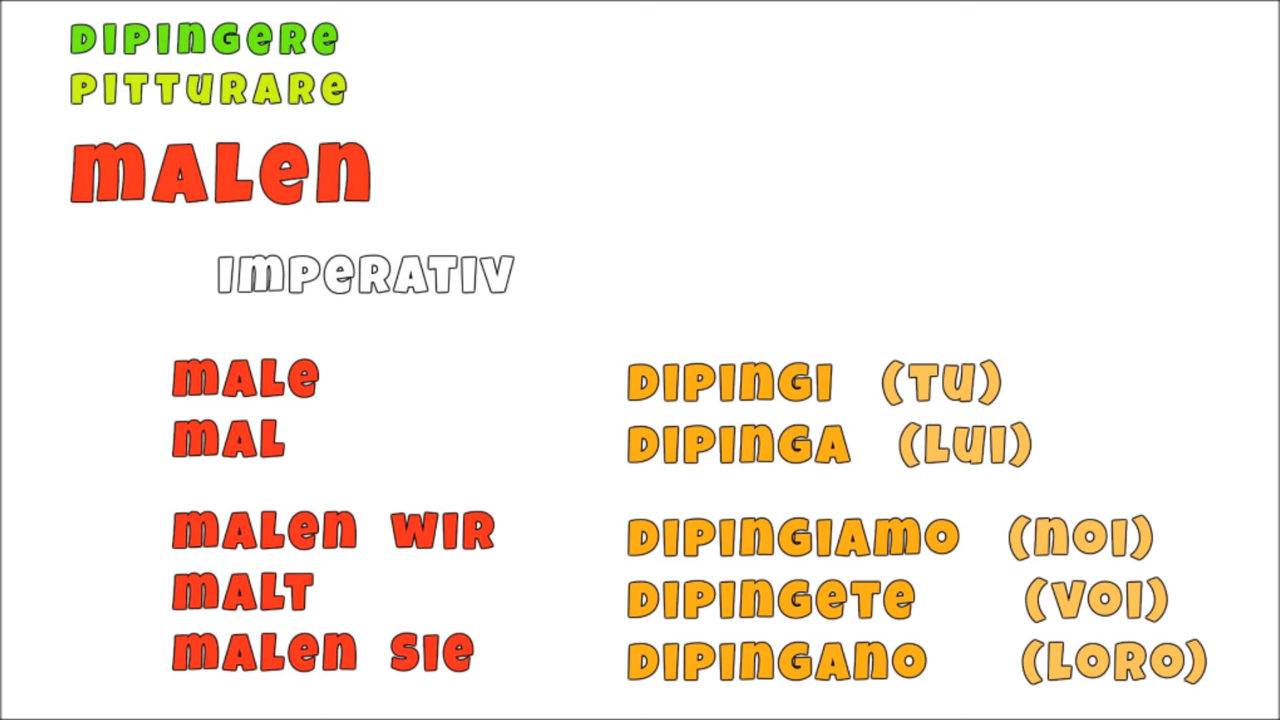 DIPINGERE
PITTURARE
MALEN
IMPERATIV
MALE DIPINGI (TU)
MAL DIPINGA (LUI)
MALEN WIR DIPINGIAMO (NOI)
MALT DIPINGETE (VOI)
MALEN SIE DIPINGANO (LORO)